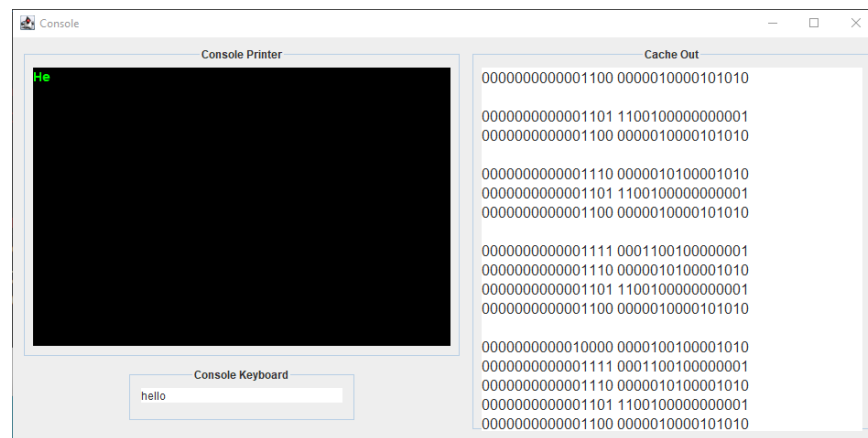 Console
Console Printer
He
Console Keyboard
hello
Cache Out
0000000000001100 0000010000101010
0000000000001101 1100100000000001
0000000000001100 0000010000101010
0000000000001110 0000010100001010
0000000000001101 1100100000000001
0000000000001100 0000010000101010
0000000000001111 0001100100000001
0000000000001110 0000010100001010
0000000000001101 1100100000000001
0000000000001100 0000010000101010
0000000000010000 0000100100001010
0000000000001111 0001100100000001
0000000000001110 0000010100001010
0000000000001101 1100100000000001
0000000000001100 0000010000101010